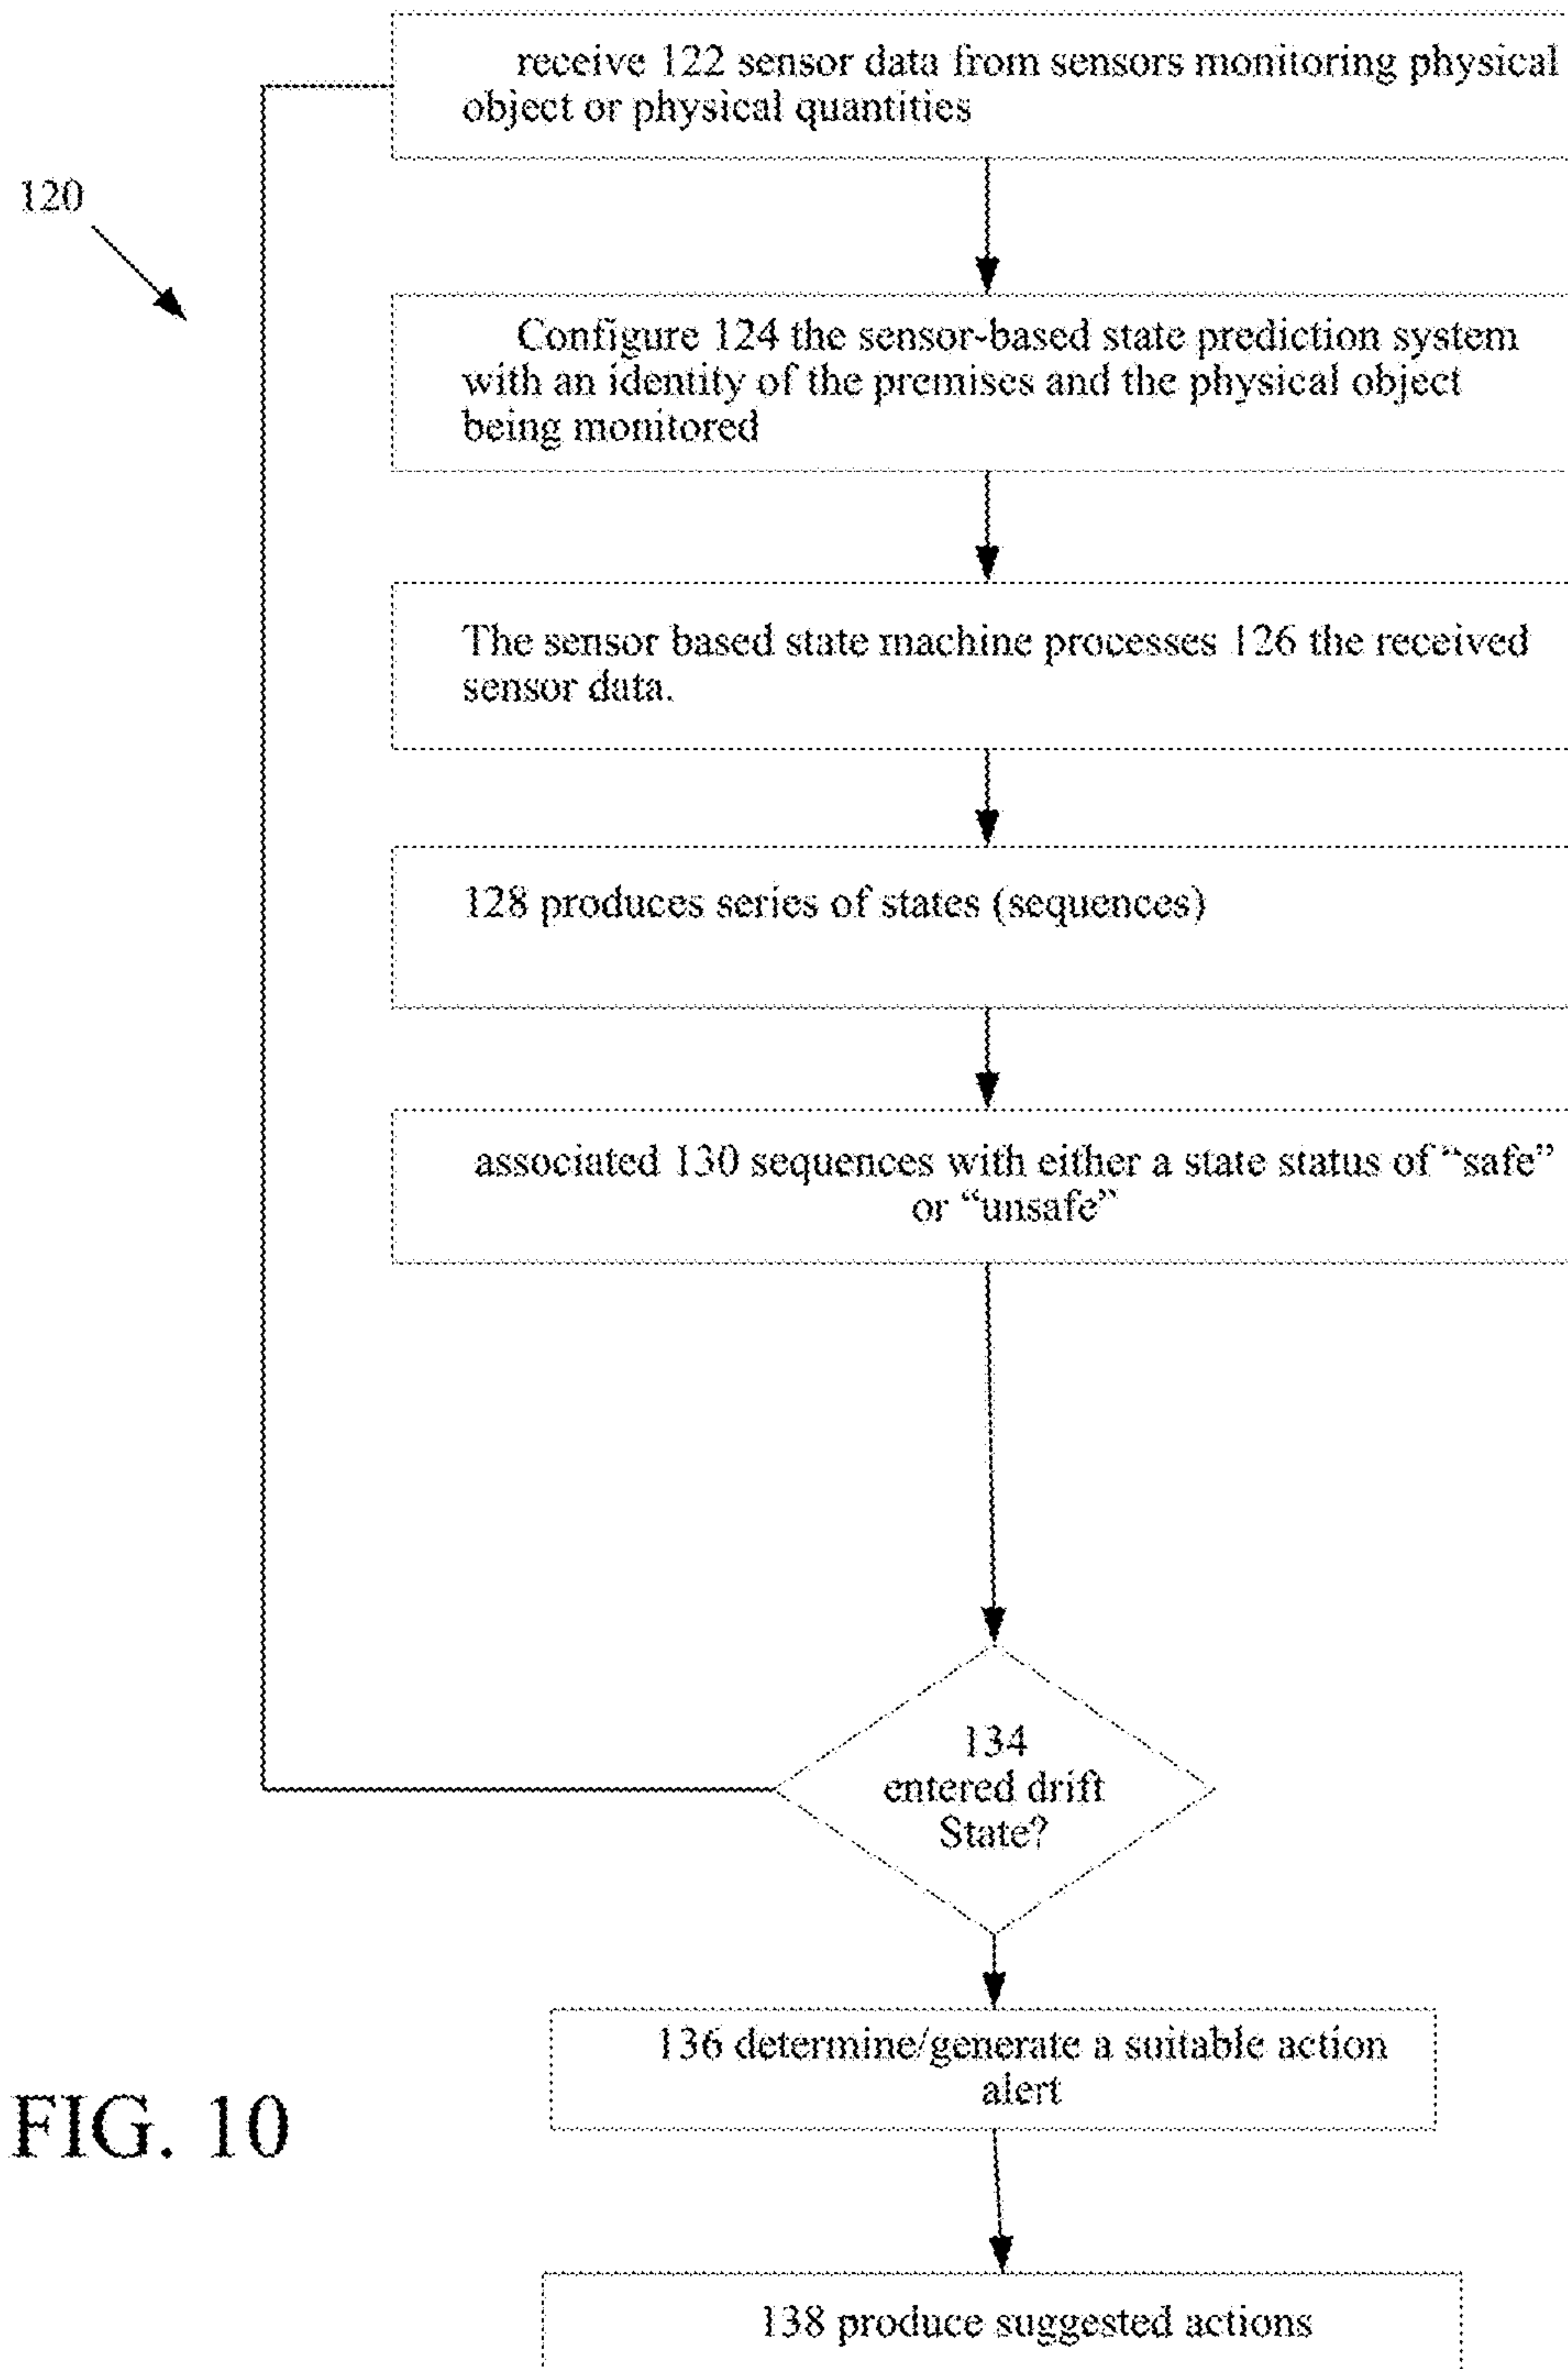 receive 122 sensor data from sensors monitoring physical
object or physical quantities
120
Configure 124 the sensor-based state prediction system
with an identity of the premises and the physical object
being monitored
The sensor based state machine processes 126 the received
sensor data.
128 produces series of states (sequences)
associated 130 sequences with either a state status of “safe”
or “unsafe”
134
entered drift
State?
136 determine/generate a suitable action
alert
FIG. 10
138 produce suggested actions